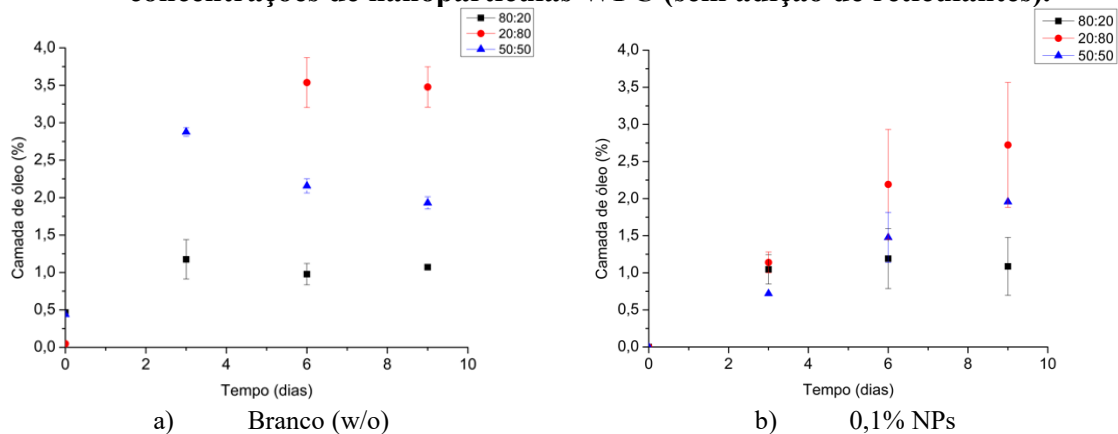 concentrações de nanopartículas WPC (sem adição de reticulantes).
80:20
20:80
50:50
4,0
3,5
3,0
2,5
2,0
1,5
1,0
0,5
0,0
Camada de óleo (%)
0 2 4 6 8 10
Tempo (dias)
a) Branco (w/o)
80:20
20:80
50:50
4,0
3,5
3,0
2,5
2,0
1,5
1,0
0,5
0,0
Camada de óleo (%)
0 2 4 6 8 10
Tempo (dias)
b) 0,1% NPs